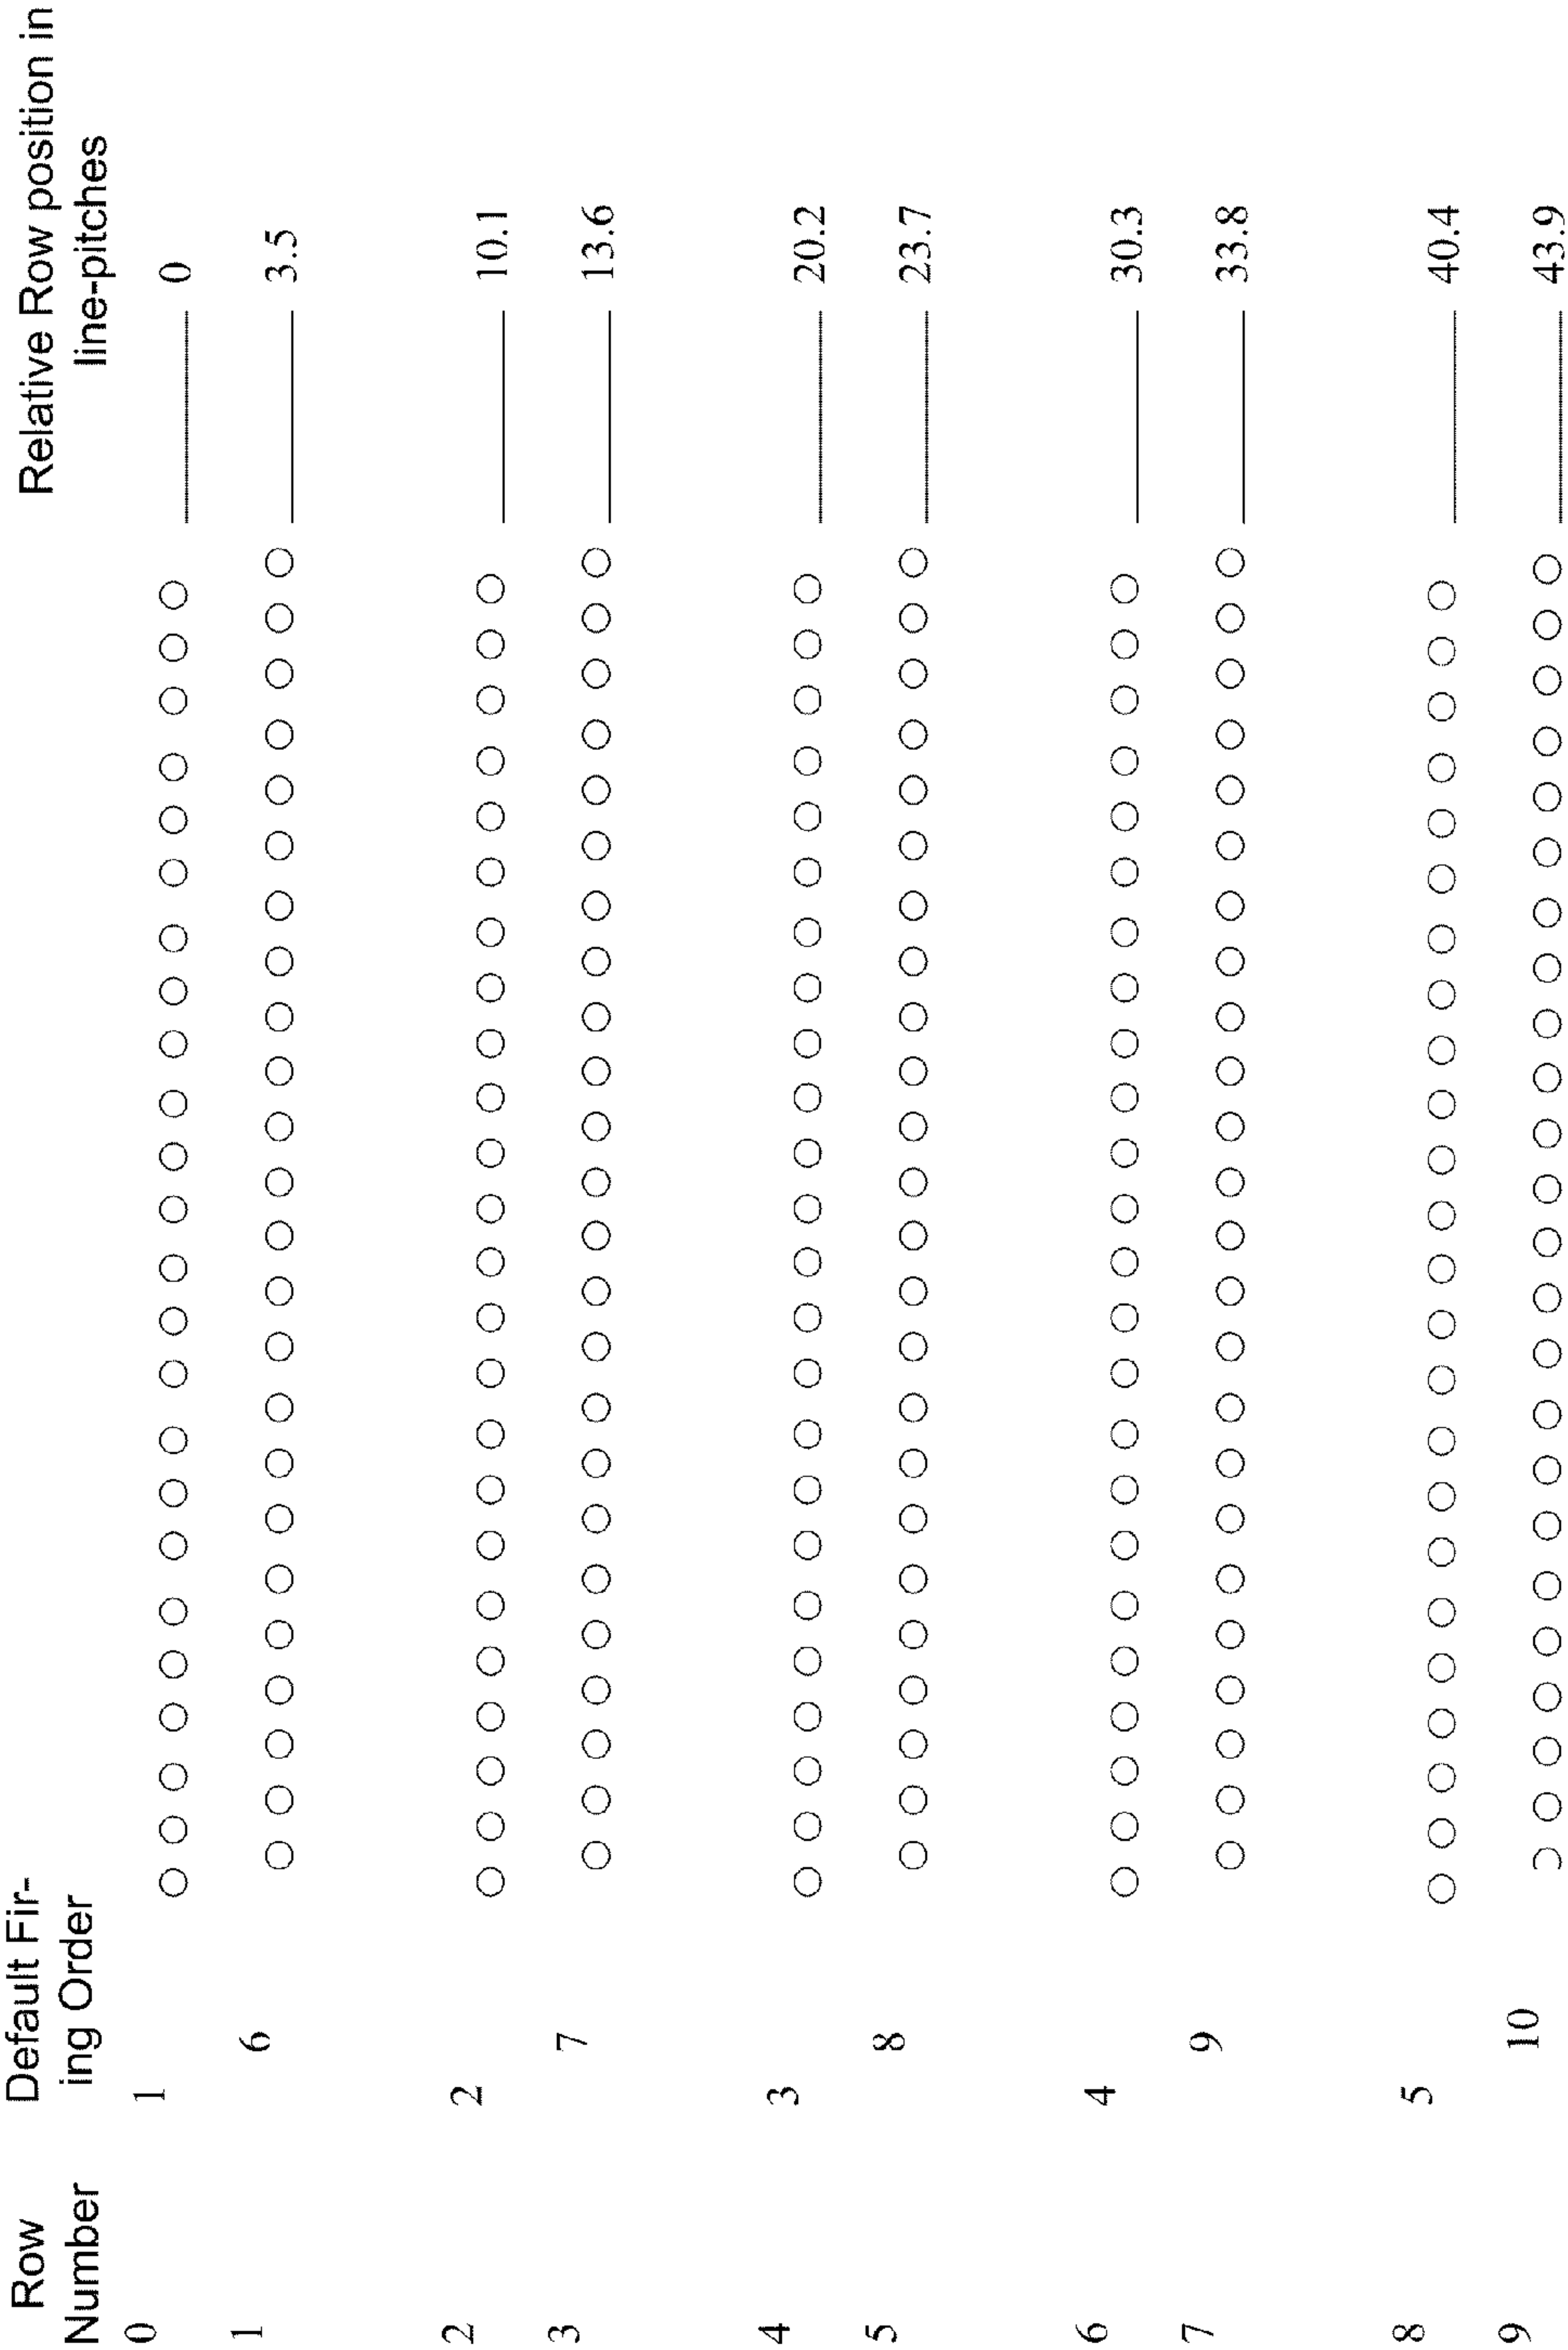 Row
Number
Default Fir-
ing Order
Relative Row position in
line-pitches
0 1 0
1 6 3.5
2 2 10.1
3 7 13.6
4 3 20.2
5 8 23.7
6 4 30.3
7 9 33.8
8 5 40.4
9 10 43.9